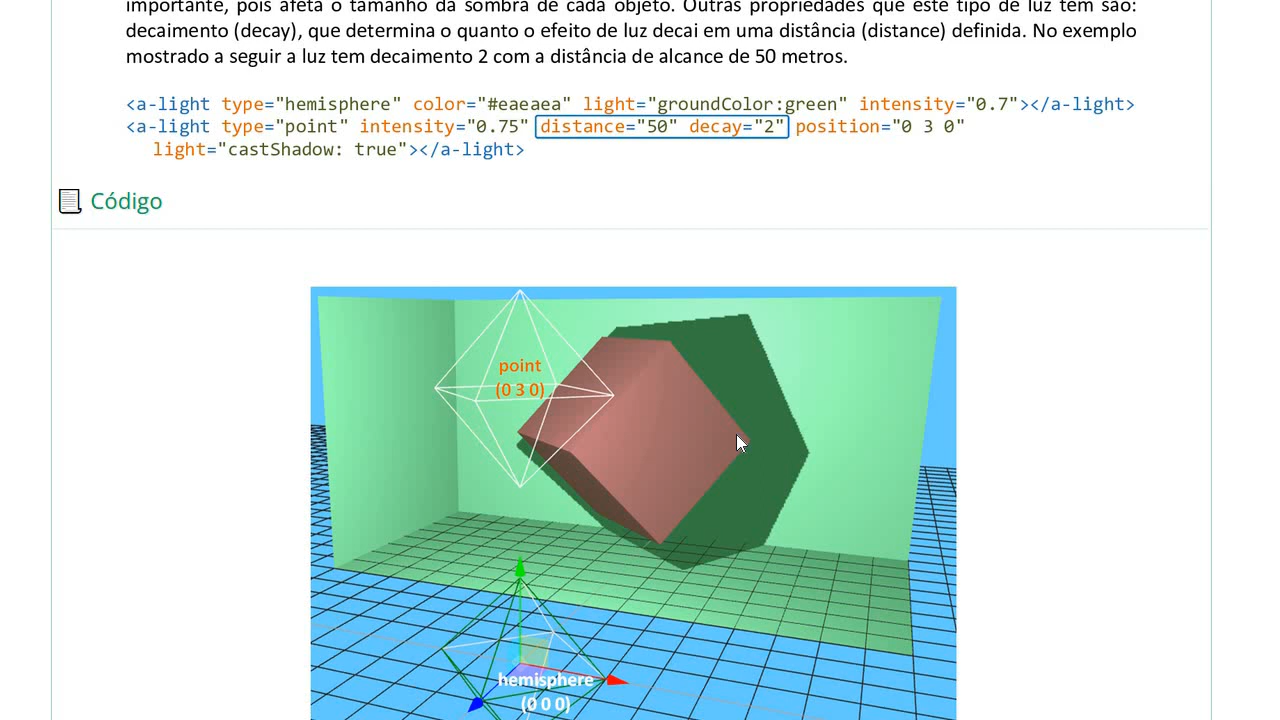 importante, pois afeta o tamanho da sombra de cada objeto. Outras propriedades que este tipo de luz tem são:
decaimento (decay), que determina o quanto o efeito de luz decai em uma distância (distance) definida. No exemplo
mostrado a seguir a luz tem decaimento 2 com a distância de alcance de 50 metros.
<a-light type="hemisphere" color="#eaeaea" light="groundColor:green" intensity="0.7"></a-light>
<a-light type="point" intensity="0.75" distance="50" decay="2" position="0 3 0"
light="castShadow: true"></a-light>
Código
point
(0 3 0)
hemisphere
(0 0 0)